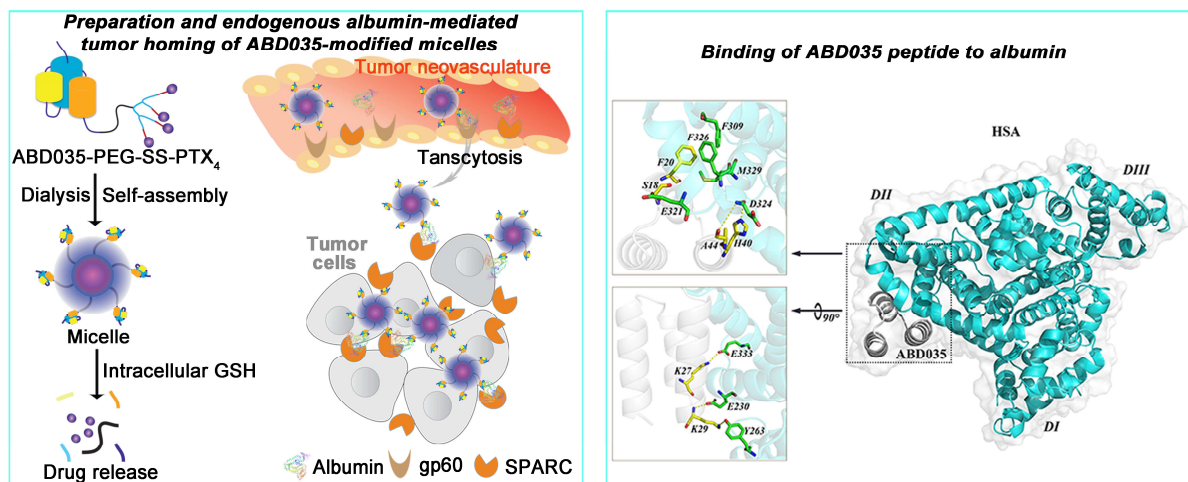 Preparation and endogenous albumin-mediated
tumor homing of ABD035-modified micelles
ABD035-PEG-SS-PTX4
Dialysis Self-assembly
Micelle
Intracellular GSH
Drug release
Tumor neovasculature
Tanscytosis
Tumor
cells
Albumin gp60 SPARC
Binding of ABD035 peptide to albumin
F309
F326
F20
M329
S18
E321
D324
A44 H40
E333
K27
E230
K29
Y263
90°
HSA
DIII
DII
ABD035
DI